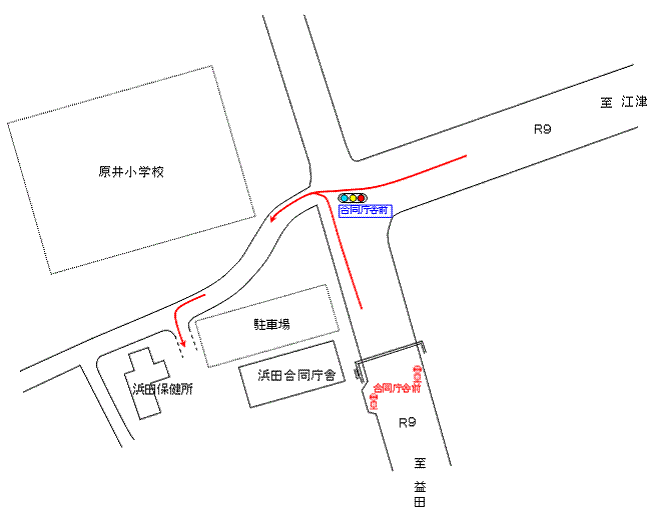 至 江津
R9
原井小学校
合同庁舎前
駐車場
浜田合同庁舎
浜田保健所
合同庁舎前
R9
至
益
田